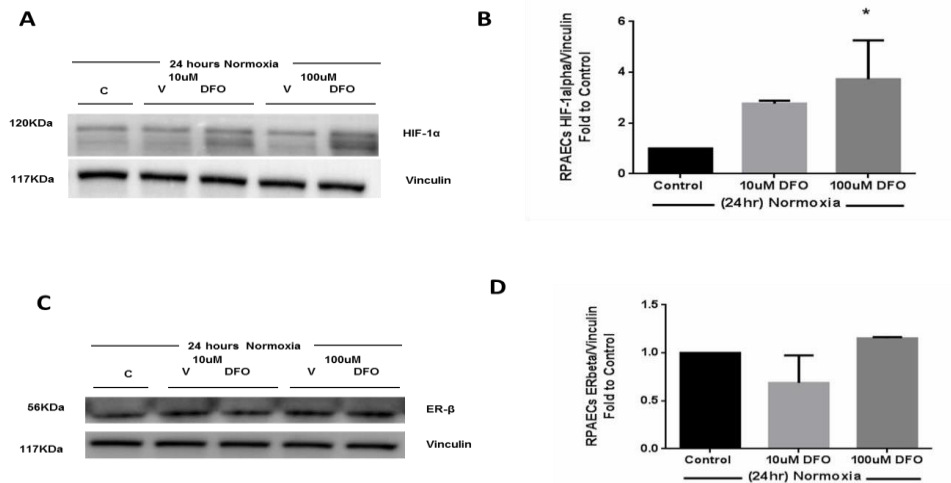 A
24 hours Normoxia
10uM 100uM
C V DFO V DFO
120KDa
HIF-1α
117KDa
Vinculin
B
RPAECs HIF-1alpha/Vinculin
Fold to Control
6
4
2
0
*
Control 10uM DFO 100uM DFO
(24hr) Normoxia
C
24 hours Normoxia
10uM 100uM
C V DFO V DFO
56KDa
ER-β
117KDa
Vinculin
D
RPAECs ERbeta/Vinculin
Fold to Control
1.5
1.0
0.5
0.0
Control 10uM DFO 100uM DFO
(24hr) Normoxia